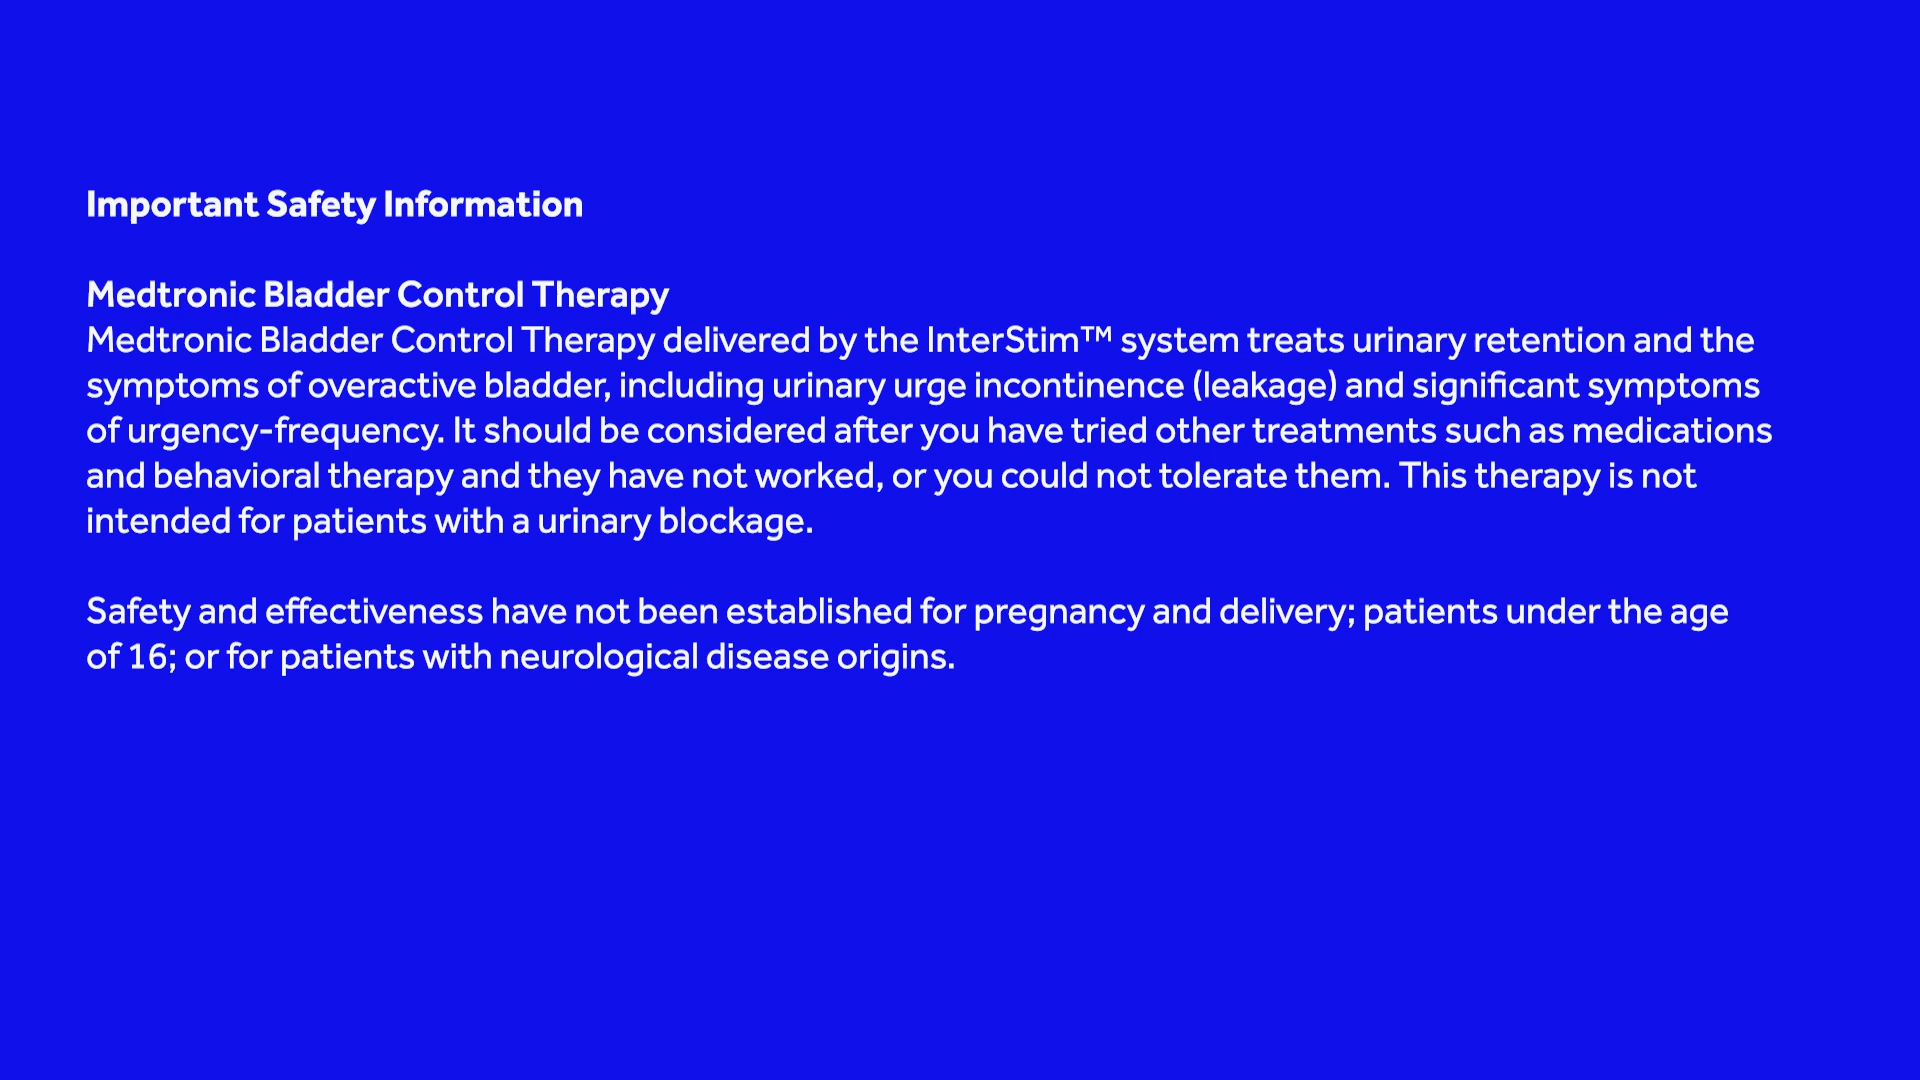 Important Safety Information
Medtronic Bladder Control Therapy
Medtronic Bladder Control Therapy delivered by the InterStim™ system treats urinary retention and the
symptoms of overactive bladder, including urinary urge incontinence (leakage) and significant symptoms
of urgency-frequency. It should be considered after you have tried other treatments such as medications
and behavioral therapy and they have not worked, or you could not tolerate them. This therapy is not
intended for patients with a urinary blockage.
Safety and effectiveness have not been established for pregnancy and delivery; patients under the age
of 16; or for patients with neurological disease origins.